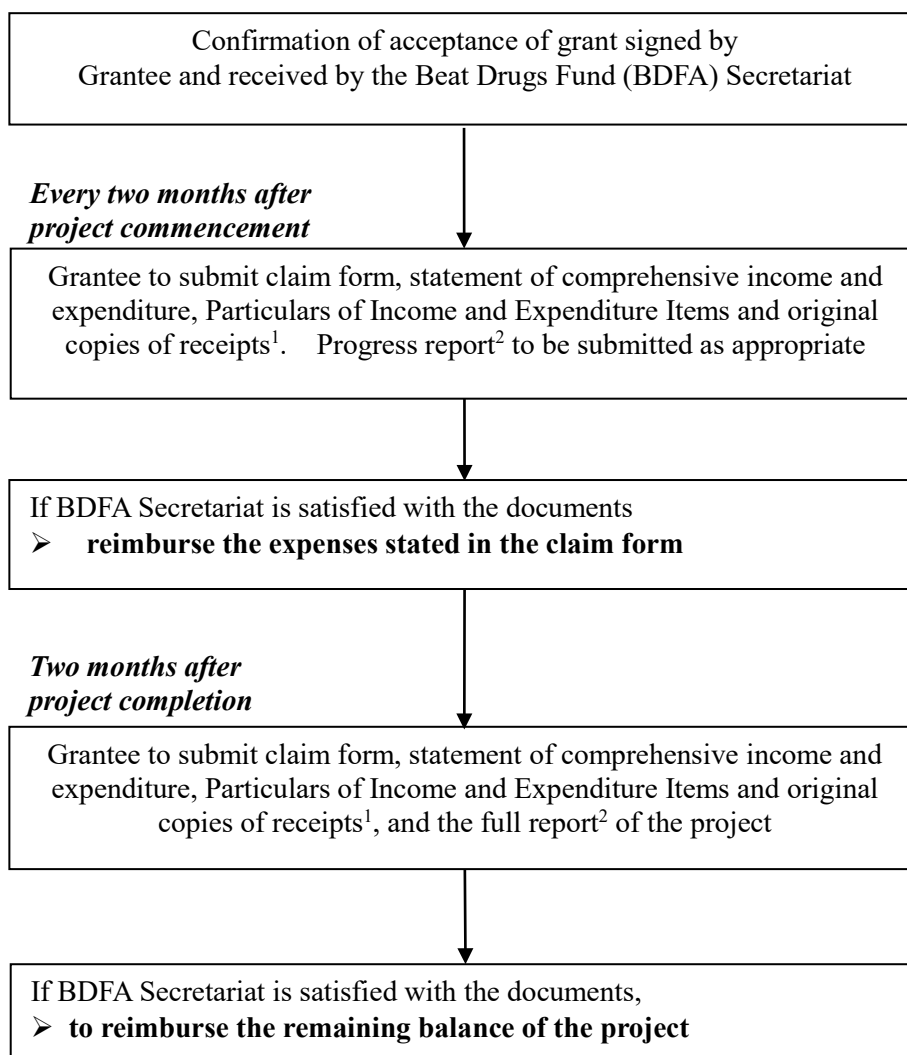 Confirmation of acceptance of grant signed by
Grantee and received by the Beat Drugs Fund (BDFA) Secretariat
Every two months after
project commencement
Grantee to submit claim form, statement of comprehensive income and
expenditure, Particulars of Income and Expenditure Items and original
copies of receipts¹. Progress report² to be submitted as appropriate
If BDFA Secretariat is satisfied with the documents
➢ reimburse the expenses stated in the claim form
Two months after
project completion
Grantee to submit claim form, statement of comprehensive income and
expenditure, Particulars of Income and Expenditure Items and original
copies of receipts¹, and the full report² of the project
If BDFA Secretariat is satisfied with the documents,
➢ to reimburse the remaining balance of the project